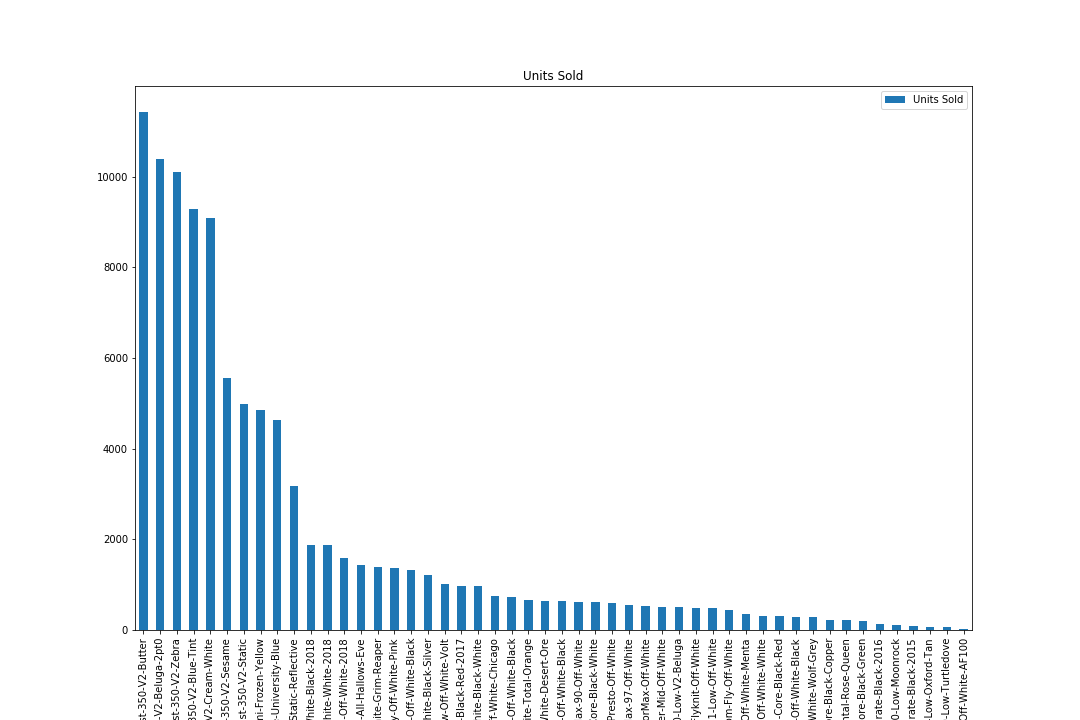 Units Sold
Units Sold
10000
8000
6000
4000
2000
0
st-350-V2-Butter
-V2-Beluga-2pt0
st-350-V2-Zebra
350-V2-Blue-Tint
V2-Cream-White
-350-V2-Sesame
st-350-V2-Static
ni-Frozen-Yellow
-University-Blue
Static-Reflective
White-Black-2018
hite-White-2018
-Off-White-2018
-All-Hallows-Eve
ite-Grim-Reaper
y-Off-White-Pink
-Off-White-Black
hite-Black-Silver
w-Off-White-Volt
-Black-Red-2017
hite-Black-White
ff-White-Chicago
-Off-White-Black
ite-Total-Orange
White-Desert-Ore
-Off-White-Black
ax-90-Off-White
ore-Black-White
Presto-Off-White
ax-97-Off-White
orMax-Off-White
er-Mid-Off-White
0-Low-V2-Beluga
Flyknit-Off-White
1-Low-Off-White
om-Fly-Off-White
Off-White-Menta
Off-White-White
-Core-Black-Red
-Off-White-Black
White-Wolf-Grey
re-Black-Copper
ntal-Rose-Queen
ore-Black-Green
rate-Black-2016
0-Low-Moonrock
rate-Black-2015
-Low-Oxford-Tan
-Low-Turtledove
Off-White-AF100